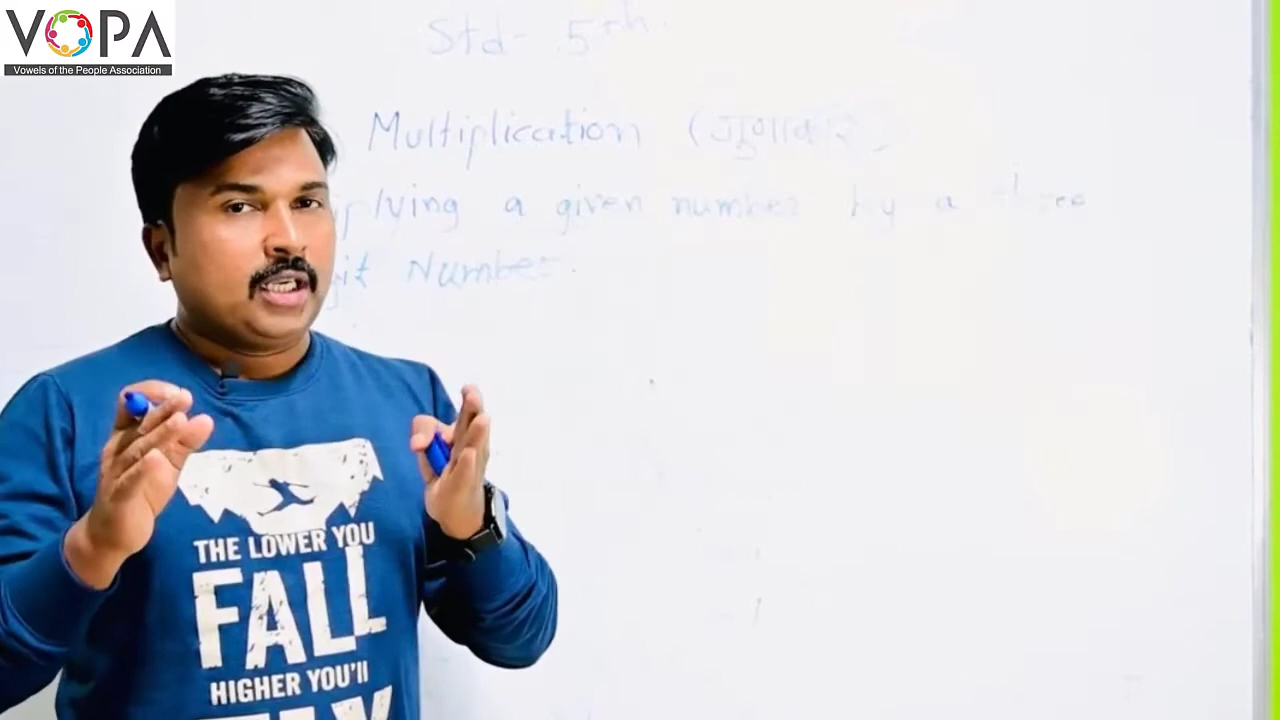 VOPA
Vowels of the People Association
Std- 5th
Multiplication (गुणाकार)
plying a given number by a three
git Number.
THE LOWER YOU
FALL
HIGHER YOU'll